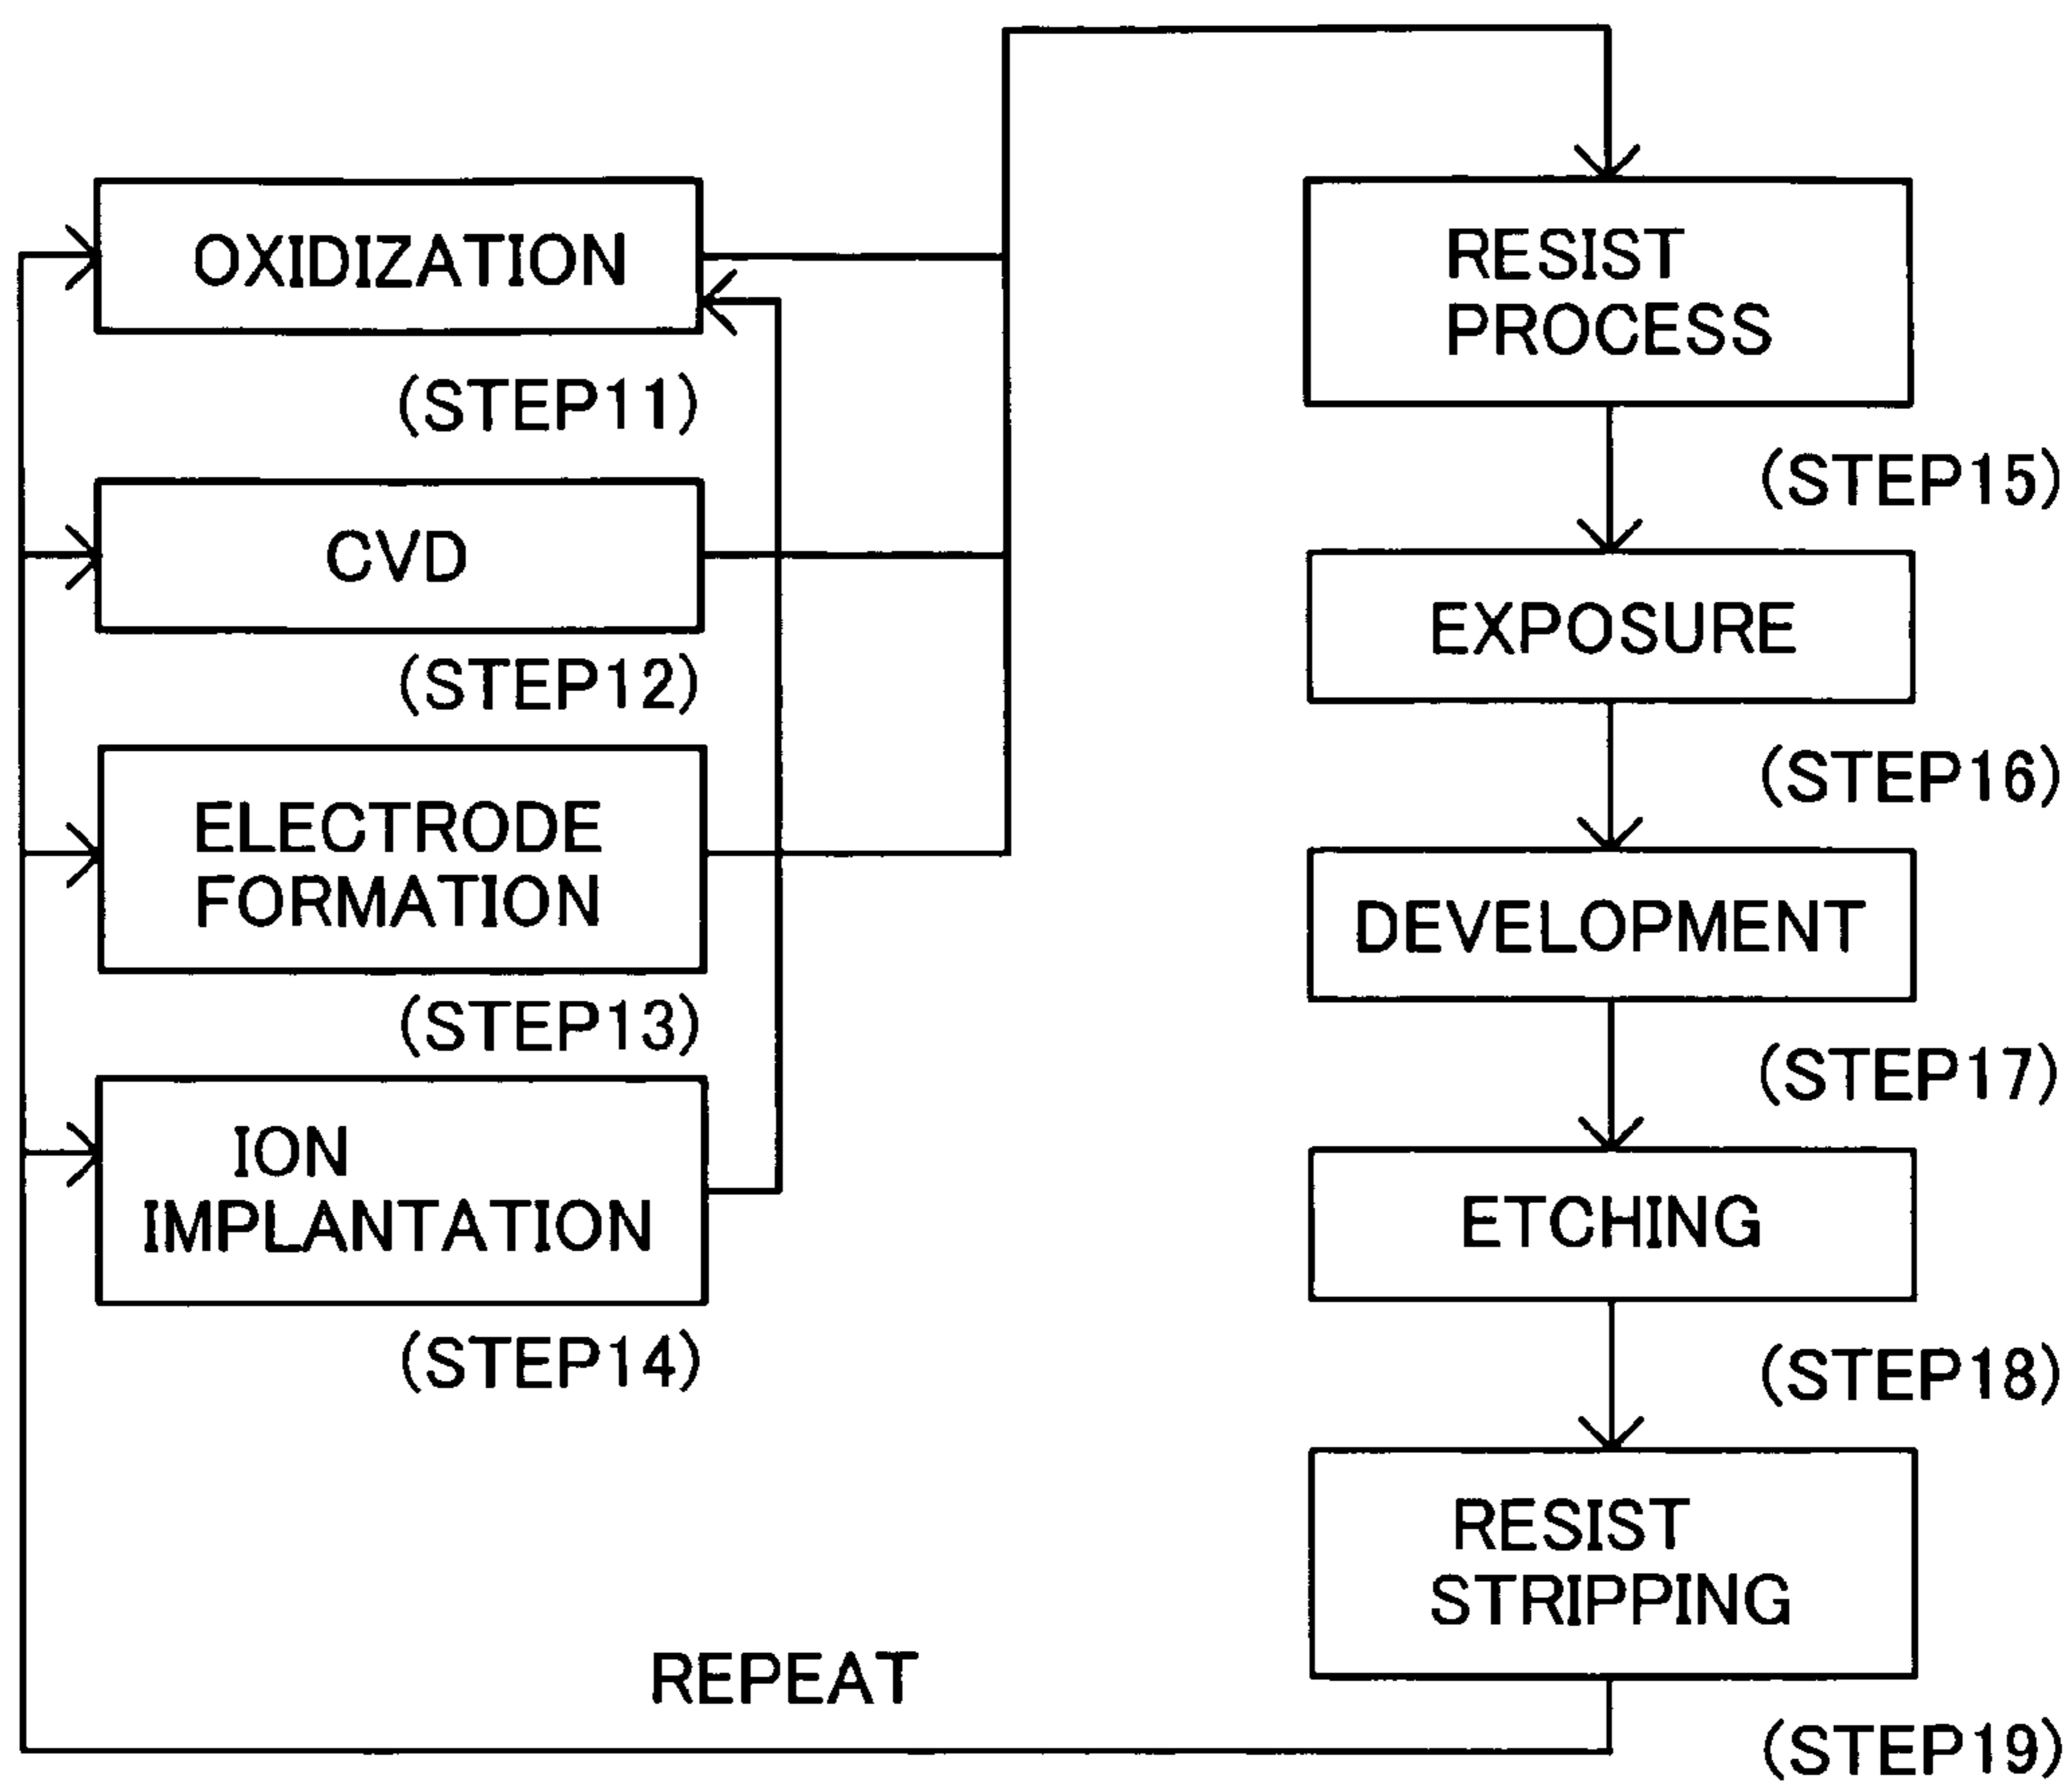 OXIDIZATION
(STEP11)
CVD
(STEP12)
ELECTRODE
FORMATION
(STEP13)
ION
IMPLANTATION
(STEP14)
RESIST
PROCESS
(STEP15)
EXPOSURE
(STEP16)
DEVELOPMENT
(STEP17)
ETCHING
(STEP18)
RESIST
STRIPPING
(STEP19)
REPEAT